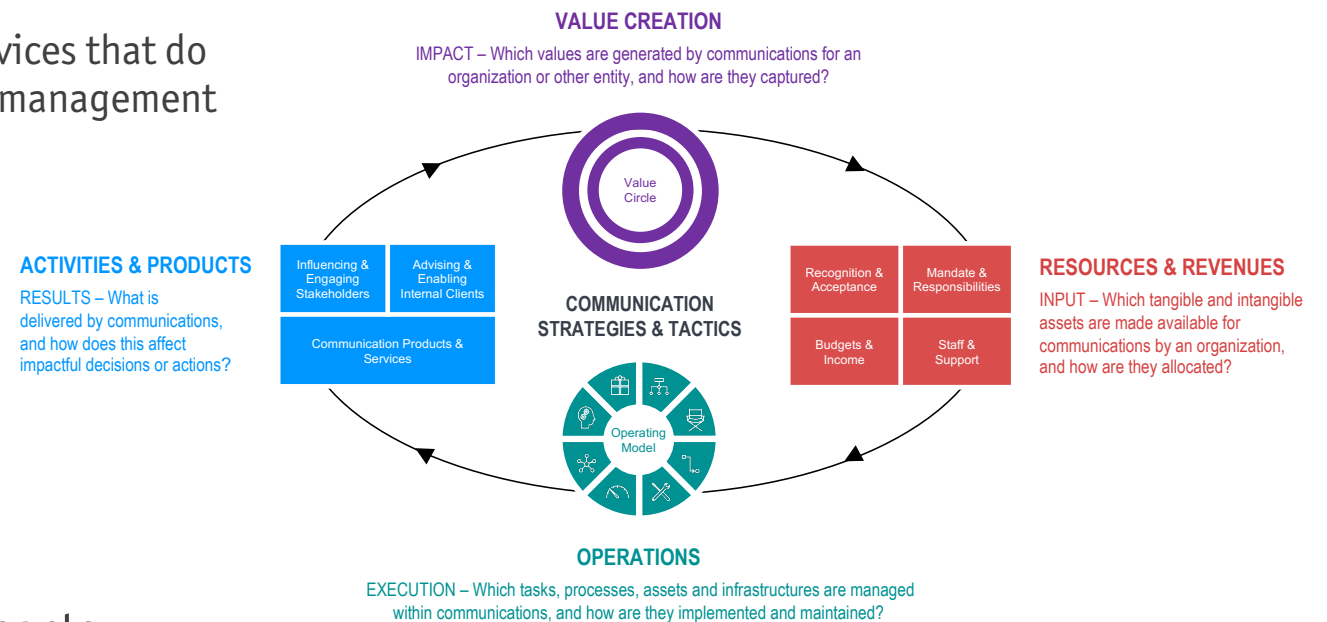 VALUE CREATION
IMPACT – Which values are generated by communications for an
organization or other entity, and how are they captured?
vices that do
management
Value
Circle
ACTIVITIES & PRODUCTS
RESULTS – What is
delivered by communications,
and how does this affect
impactful decisions or actions?
Influencing &
Engaging
Stakeholders
Advising &
Enabling
Internal Clients
Communication Products &
Services
COMMUNICATION
STRATEGIES & TACTICS
Recognition &
Acceptance
Mandate &
Responsibilities
Budgets &
Income
Staff &
Support
RESOURCES & REVENUES
INPUT – Which tangible and intangible
assets are made available for
communications by an organization,
and how are they allocated?
Operating
Model
OPERATIONS
EXECUTION – Which tasks, processes, assets and infrastructures are managed
within communications, and how are they implemented and maintained?